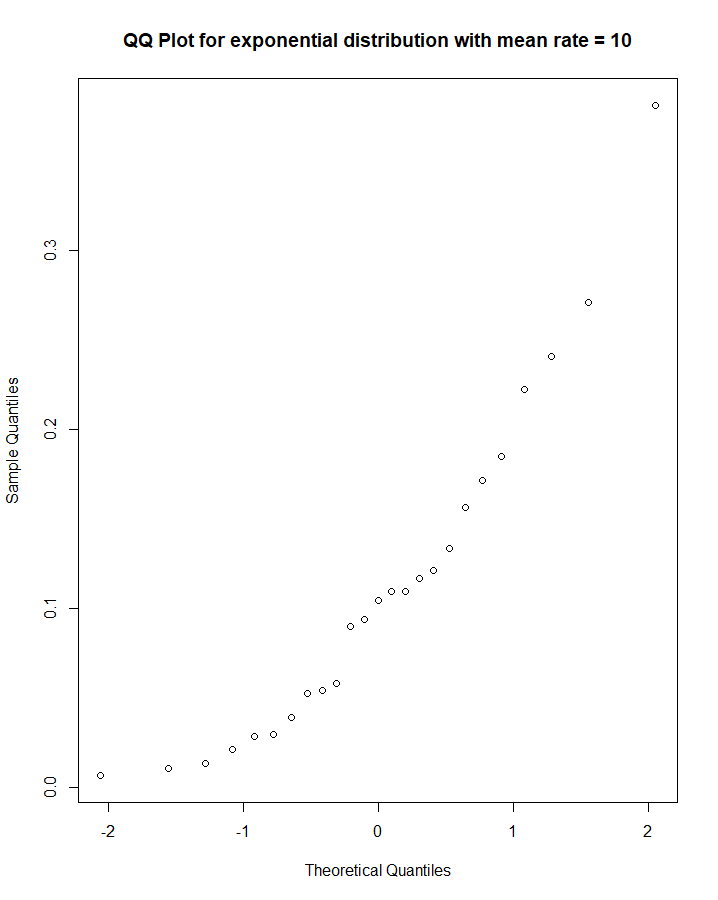 QQ Plot for exponential distribution with mean rate = 10
0.3
0.2
0.1
0.0
Sample Quantiles
-2 -1 0 1 2
Theoretical Quantiles